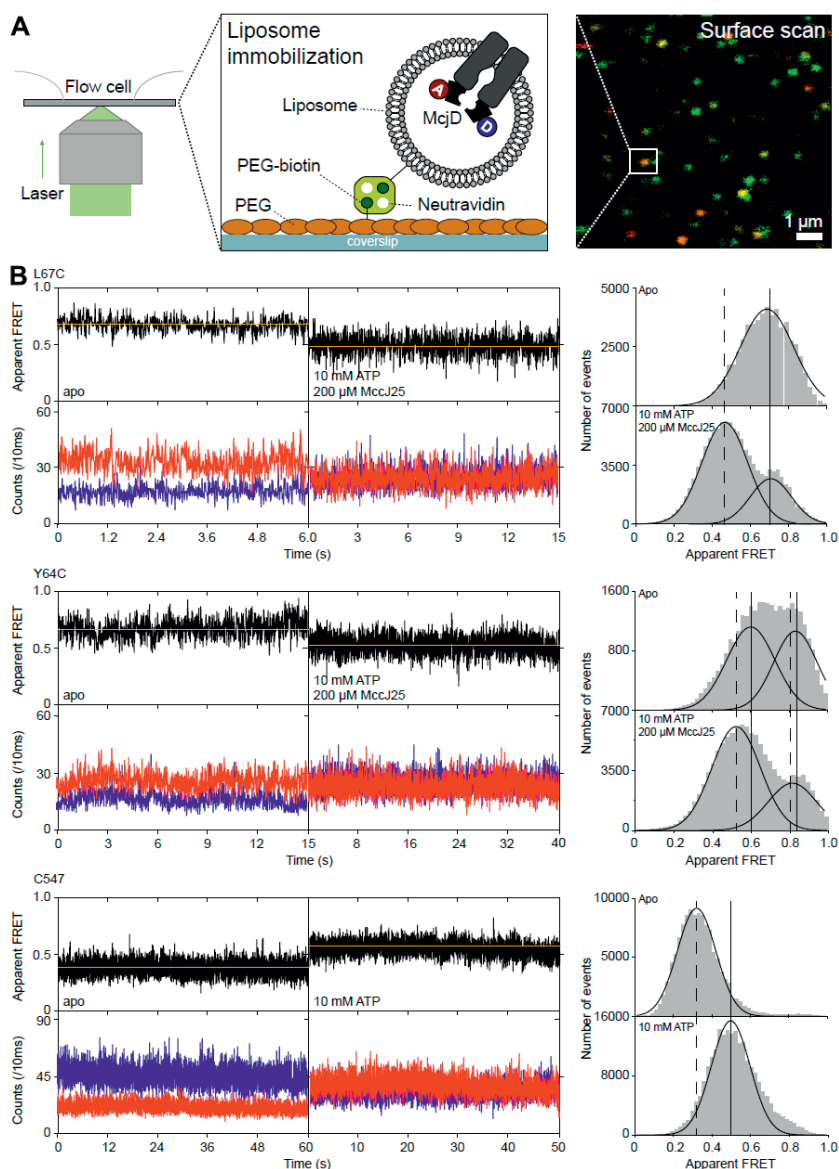 A
Flow cell
Laser
Liposome
immobilization
Liposome
A
McjD
D
PEG-biotin
PEG
Neutravidin
coverslip
Surface scan
1 µm
B
L67C
Apparent FRET
1.0
0.5
0
apo
10 mM ATP
200 µM MccJ25
Counts (/10ms)
60
30
0
0 1.2 2.4 3.6 4.8 6.0 3 6 9 12 15
Time (s)
Number of events
5000
2500
7000
3500
0
Apo
10 mM ATP
200 µM MccJ25
0 0.2 0.4 0.6 0.8 1.0
Apparent FRET
Y64C
Apparent FRET
1.0
0.5
0
apo
10 mM ATP
200 µM MccJ25
Counts (/10ms)
60
30
0
0 3 6 9 12 15 8 16 24 32 40
Time (s)
Number of events
1600
800
7000
3500
0
Apo
10 mM ATP
200 µM MccJ25
0 0.2 0.4 0.6 0.8 1.0
Apparent FRET
C547
Apparent FRET
1.0
0.5
0
apo
10 mM ATP
Counts (/10ms)
90
45
0
0 12 24 36 48 60 0 10 20 30 40 50
Time (s)
Number of events
10000
5000
16000
8000
0
Apo
10 mM ATP
0 0.2 0.4 0.6 0.8 1.0
Apparent FRET